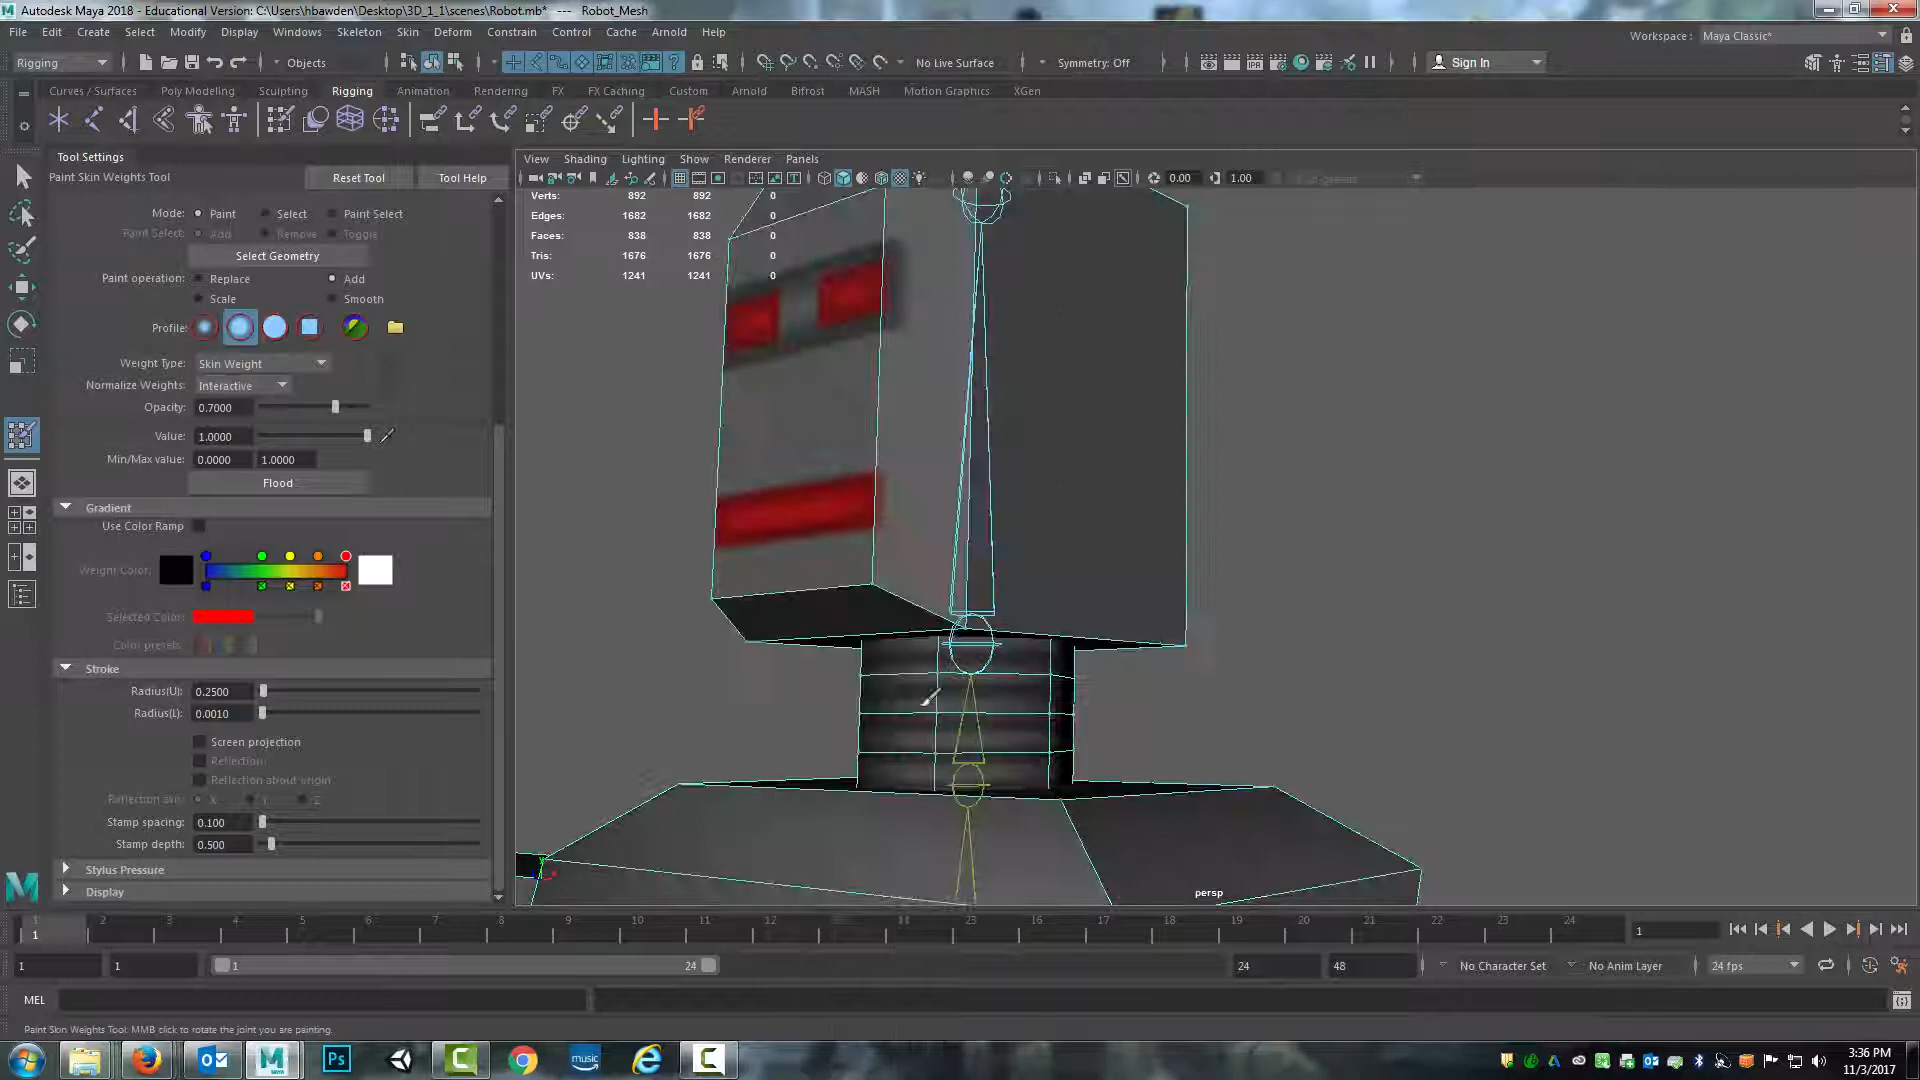 Autodesk Maya 2018 - Educational Version: C:\Users\hbawden\Desktop\3D_1_1\scenes\Robot.mb* --- Robot_Mesh
File Edit Create Select Modify Display Windows Skeleton Skin Deform Constrain Control Cache Arnold Help
Workspace: Maya Classic*
Rigging Objects No Live Surface Symmetry: Off Sign In
Curves / Surfaces Poly Modeling Sculpting Rigging Animation Rendering FX FX Caching Custom Arnold Bifrost MASH Motion Graphics XGen
Tool Settings
Paint Skin Weights Tool Reset Tool Tool Help
View Shading Lighting Show Renderer Panels
0.00 1.00
Mode: Paint Select Paint Select
Paint Select: Add Remove Toggle
Select Geometry
Paint operation: Replace Add
Scale Smooth
Profile:
Weight Type: Skin Weight
Normalize Weights: Interactive
Opacity: 0.7000
Value: 1.0000
Min/Max value: 0.0000 1.0000
Flood
Gradient
Use Color Ramp
Weight Color:
Selected Color:
Color presets:
Stroke
Radius(U): 0.2500
Radius(L): 0.0010
Screen projection
Reflection
Reflection about origin
Reflection axis: X Y Z
Stamp spacing: 0.100
Stamp depth: 0.500
Stylus Pressure
Display
Verts: 892 892 0
Edges: 1682 1682 0
Faces: 838 838 0
Tris: 1676 1676 0
UVs: 1241 1241 0
persp
1 2 3 4 5 6 7 8 9 10 11 12 15 16 17 18 19 20 21 22 23 24
1 1
1 1 1 24 24 48 No Character Set No Anim Layer 24 fps
MEL
Paint Skin Weights Tool: MMB click to rotate the joint you are painting.
Ps music
3:36 PM
11/3/2017